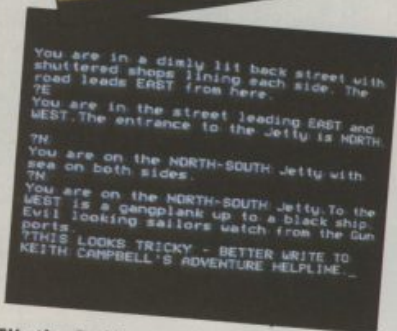 You are in a dimly lit back street with
shuttered shops lining each side. The
road leads EAST from here.
?E
You are in the street leading EAST and
WEST.The entrance to the Jetty is NORTH
?N
You are on the NORTH-SOUTH Jetty with
sea on both sides.
?N
You are on the NORTH-SOUTH Jetty.To the
WEST is a gangplank up to a black ship.
Evil looking sailors watch from the Gun
ports.
?THIS LOOKS TRICKY - BETTER WRITE TO
KEITH CAMPBELL'S ADVENTURE HELPLINE._